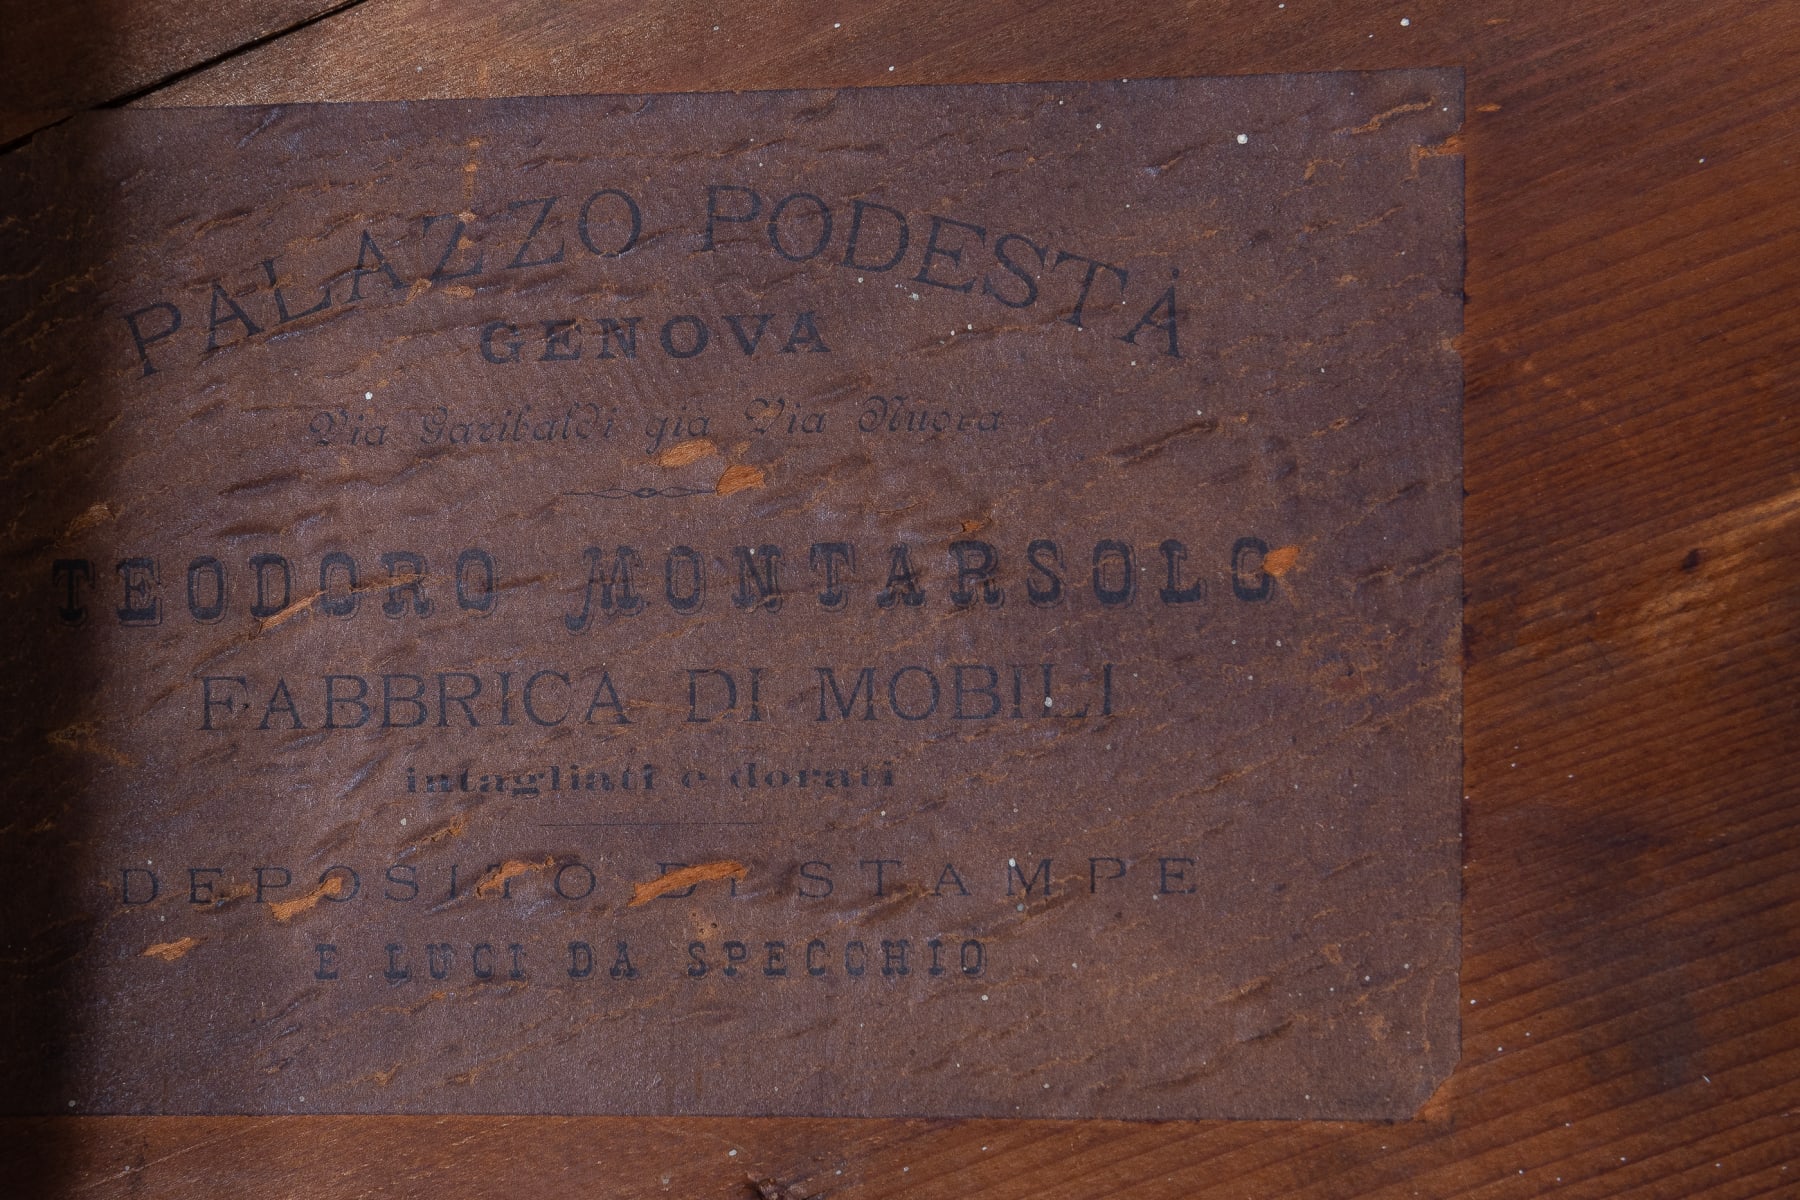 PALAZZO PODESTÀ
GENOVA
Via Garibaldi gia Via Nuova
TEODORO MONTARSOLO
FABBRICA DI MOBILI
intagliati e dorati
DEPOSITO DI STAMPE
E LUCI DA SPECCHIO